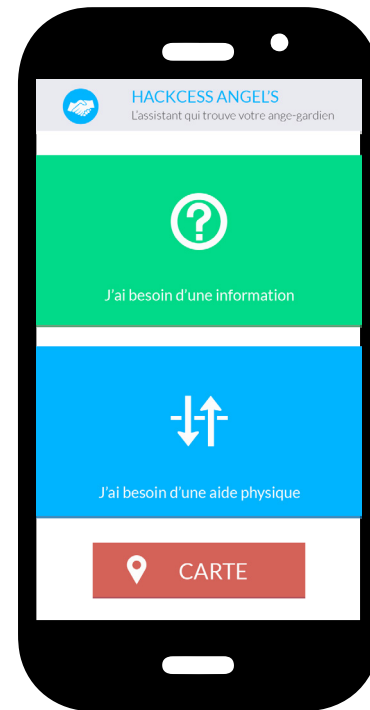 HACKCESS ANGEL'S
L'assistant qui trouve votre ange-gardien
J'ai besoin d'une information
J'ai besoin d'une aide physique
CARTE